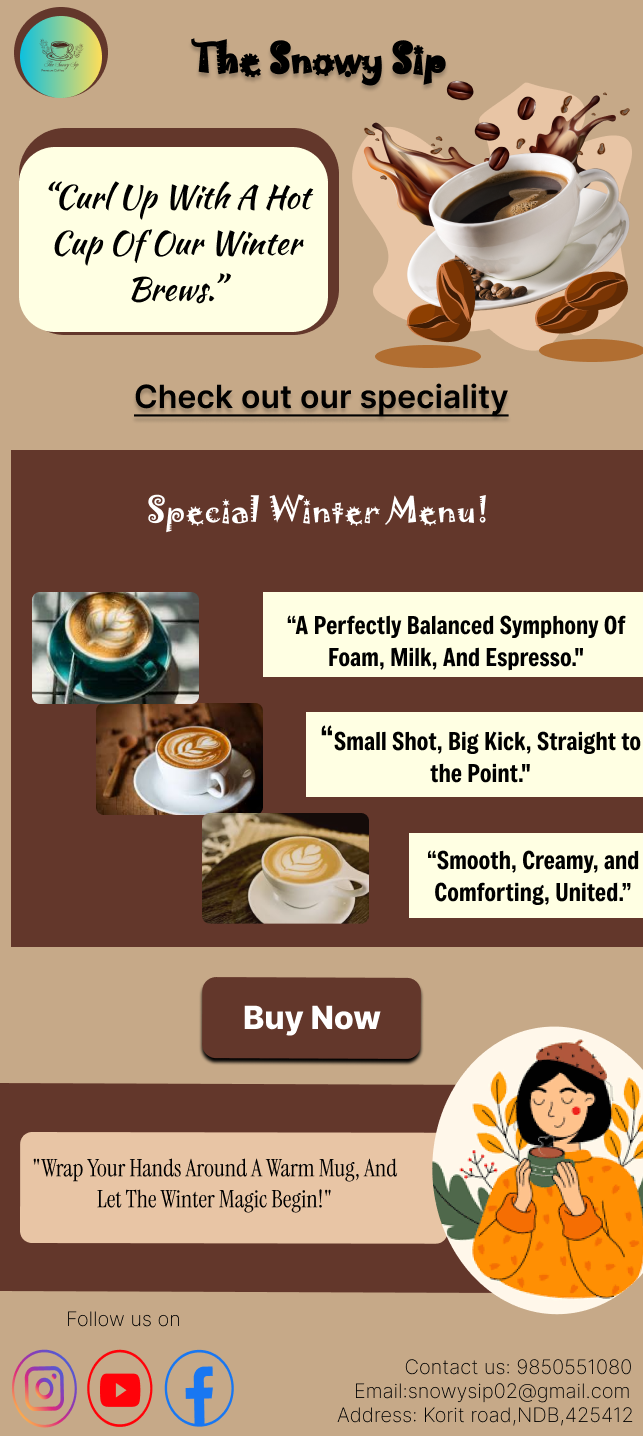 The Snowy Sip
The Snowy Sip
“Curl Up With A Hot
Cup Of Our Winter
Brews.”
Check out our speciality
Special Winter Menu!
“A Perfectly Balanced Symphony Of
Foam, Milk, And Espresso."
“Small Shot, Big Kick, Straight to
the Point."
“Smooth, Creamy, and
Comforting, United.”
Buy Now
"Wrap Your Hands Around A Warm Mug, And
Let The Winter Magic Begin!"
Follow us on
Contact us: 9850551080
Email:snowysip02@gmail.com
Address: Korit road,NDB,425412